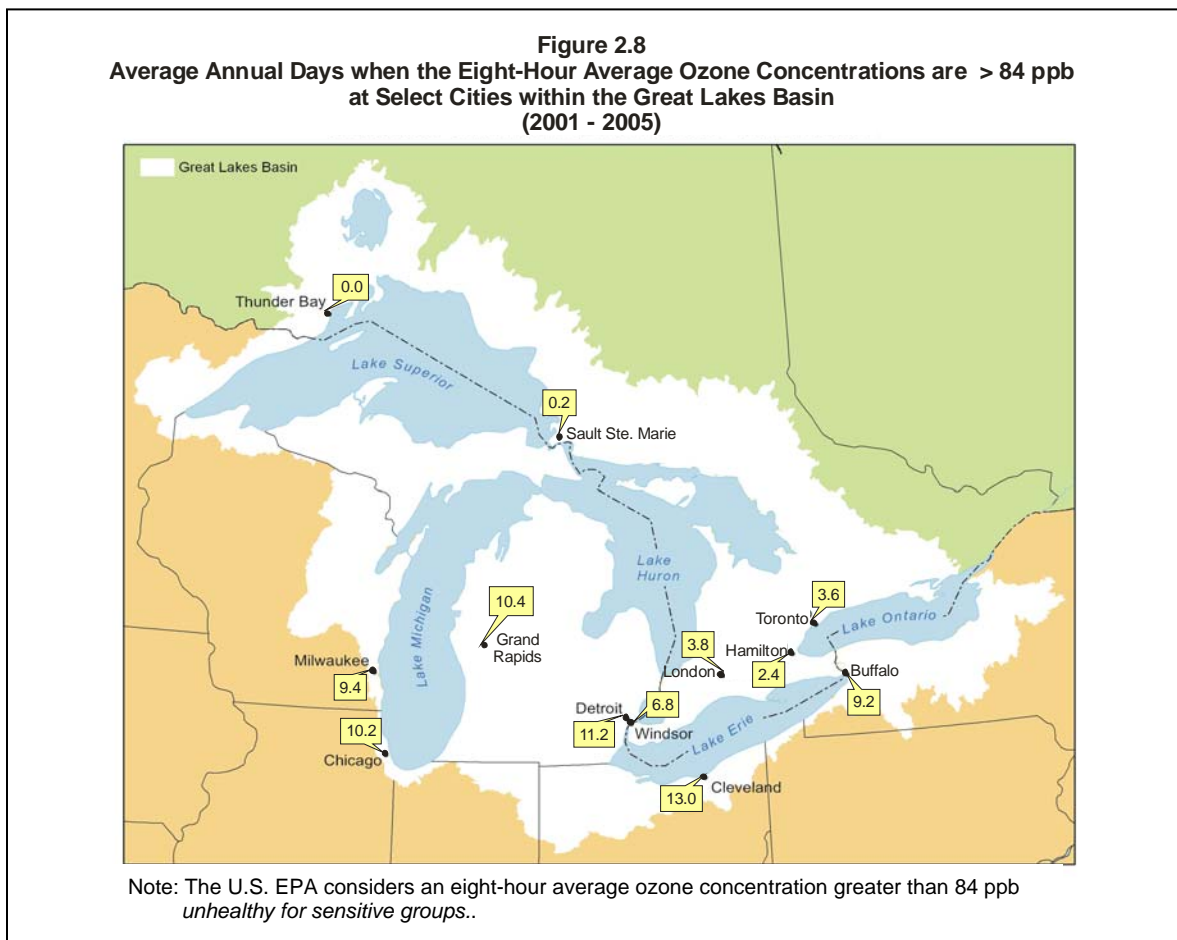 Figure 2.8
Average Annual Days when the Eight-Hour Average Ozone Concentrations are > 84 ppb
at Select Cities within the Great Lakes Basin
(2001 - 2005)
Great Lakes Basin
0.0
Thunder Bay
Lake Superior
0.2
Sault Ste. Marie
Lake
Huron
Lake Michigan
10.4
Grand
Rapids
3.6
Toronto
Lake Ontario
3.8
Hamilton
London
2.4
Buffalo
9.2
Milwaukee
9.4
6.8
Detroit
11.2
Windsor
Lake Erie
10.2
Chicago
Cleveland
13.0
Note: The U.S. EPA considers an eight-hour average ozone concentration greater than 84 ppb
unhealthy for sensitive groups..